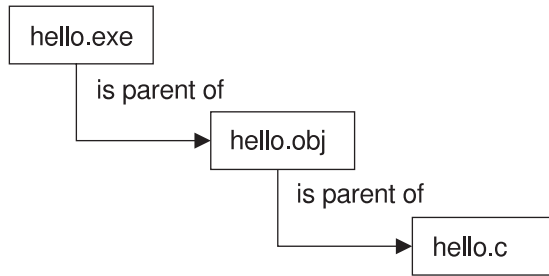 hello.exe
is parent of
hello.obj
is parent of
hello.c